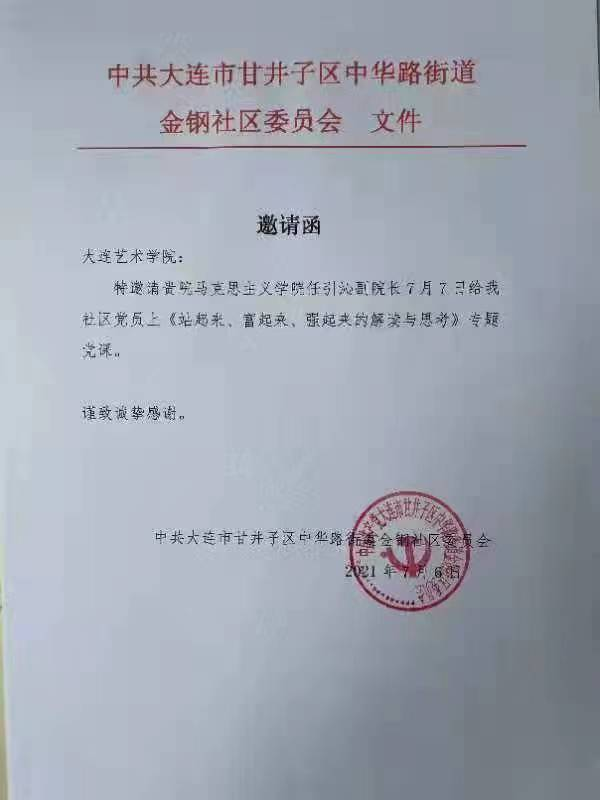 中共大连市甘井子区中华路街道
金钢社区委员会 文件
邀请函
大连艺术学院：
特邀请贵院马克思主义学院任引沁副院长7月7日给我
社区党员上《站起来、富起来、强起来的解读与思考》专题
党课。
谨致诚挚感谢。
中共大连市甘井子区中华路街道金钢社区委员会
2021年7月6日